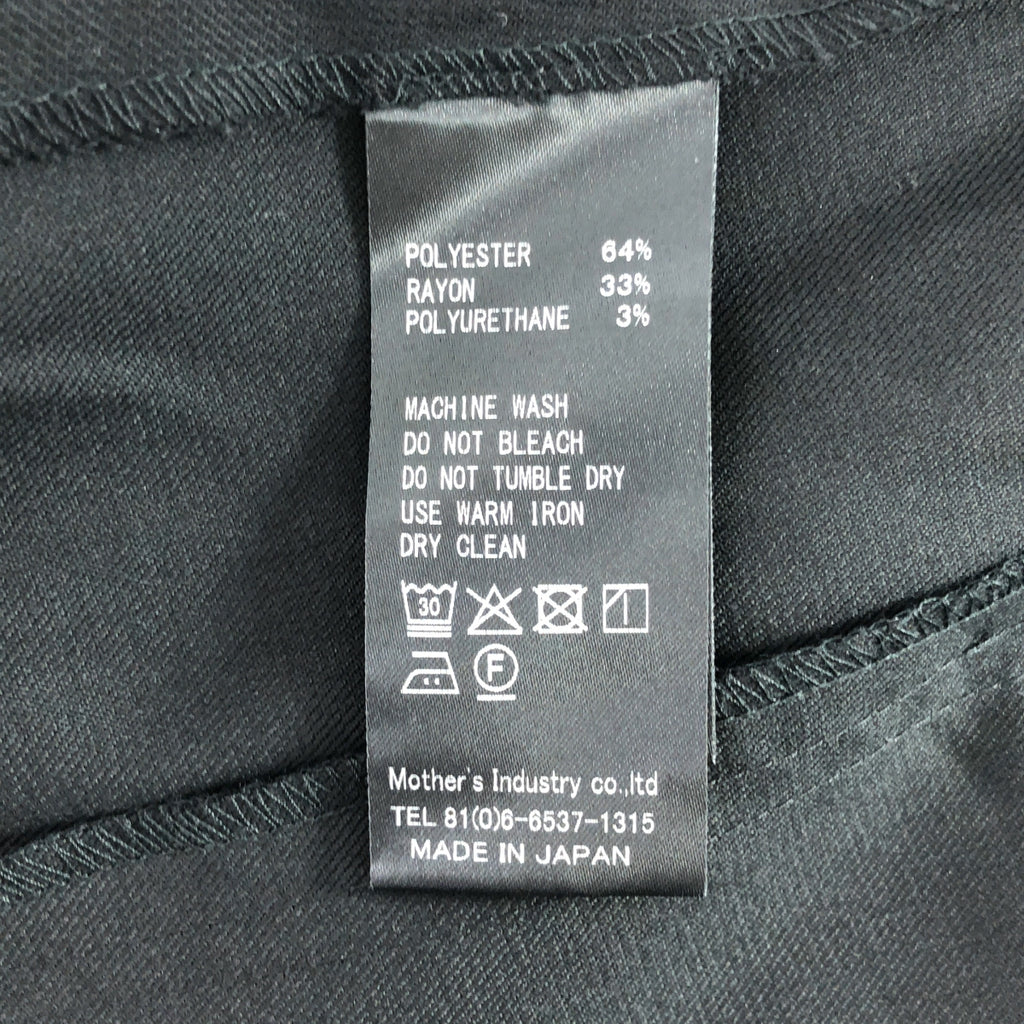 POLYESTER 64%
RAYON 33%
POLYURETHANE 3%
MACHINE WASH
DO NOT BLEACH
DO NOT TUMBLE DRY
USE WARM IRON
DRY CLEAN
30
F
Mother's Industry co.,ltd
TEL 81(0)6-6537-1315
MADE IN JAPAN